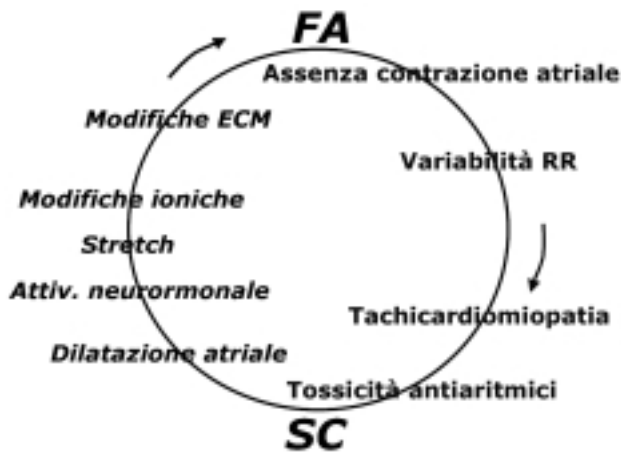 FA
Assenza contrazione atriale
Modifiche ECM
Variabilità RR
Modifiche ioniche
Stretch
Attiv. neurormonale
Tachicardiomiopatia
Dilatazione atriale
Tossicità antiaritmici
SC